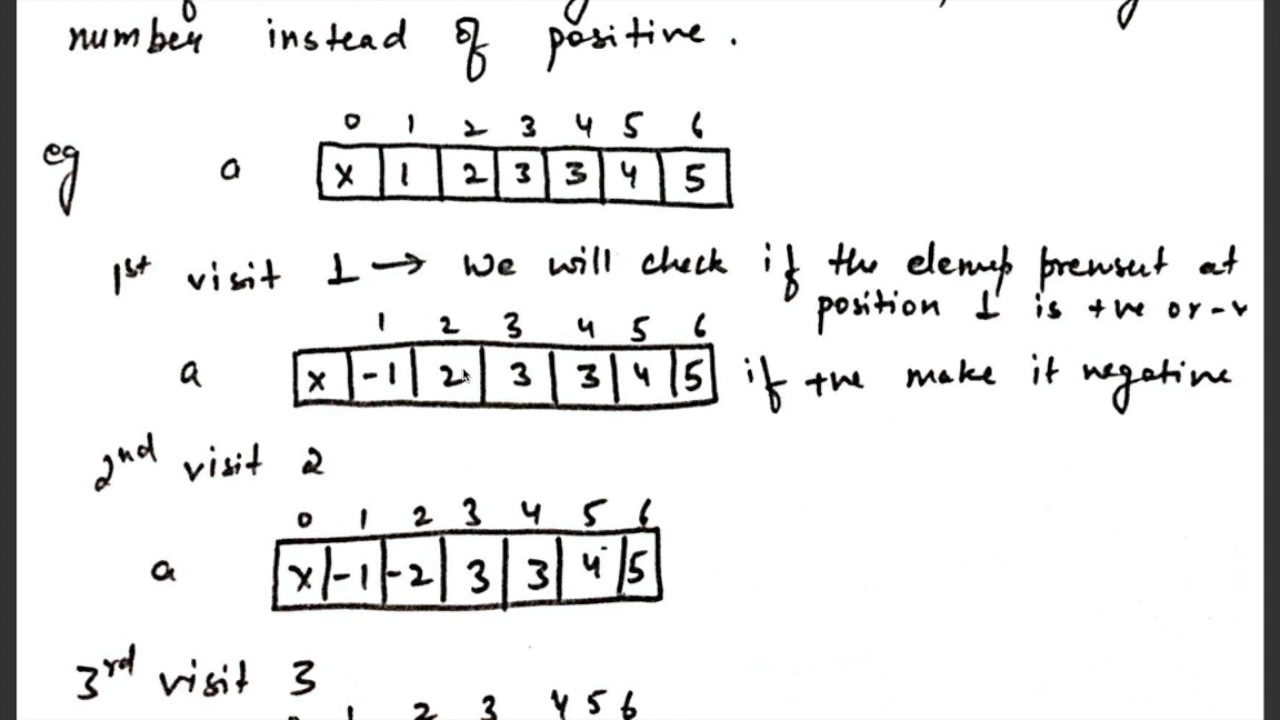 number instead of positive.
0 1 2 3 4 5 6
eg a x 1 2 3 3 4 5
1st visit 1 → We will check if the elemnp prensent at
position 1 is +ve or -v
1 2 3 4 5 6
a x -1 2 3 3 4 5 if +ve make it negative
2nd visit 2
0 1 2 3 4 5 6
a x -1 -2 3 3 4 5
3rd visit 3
1 2 3 4 5 6